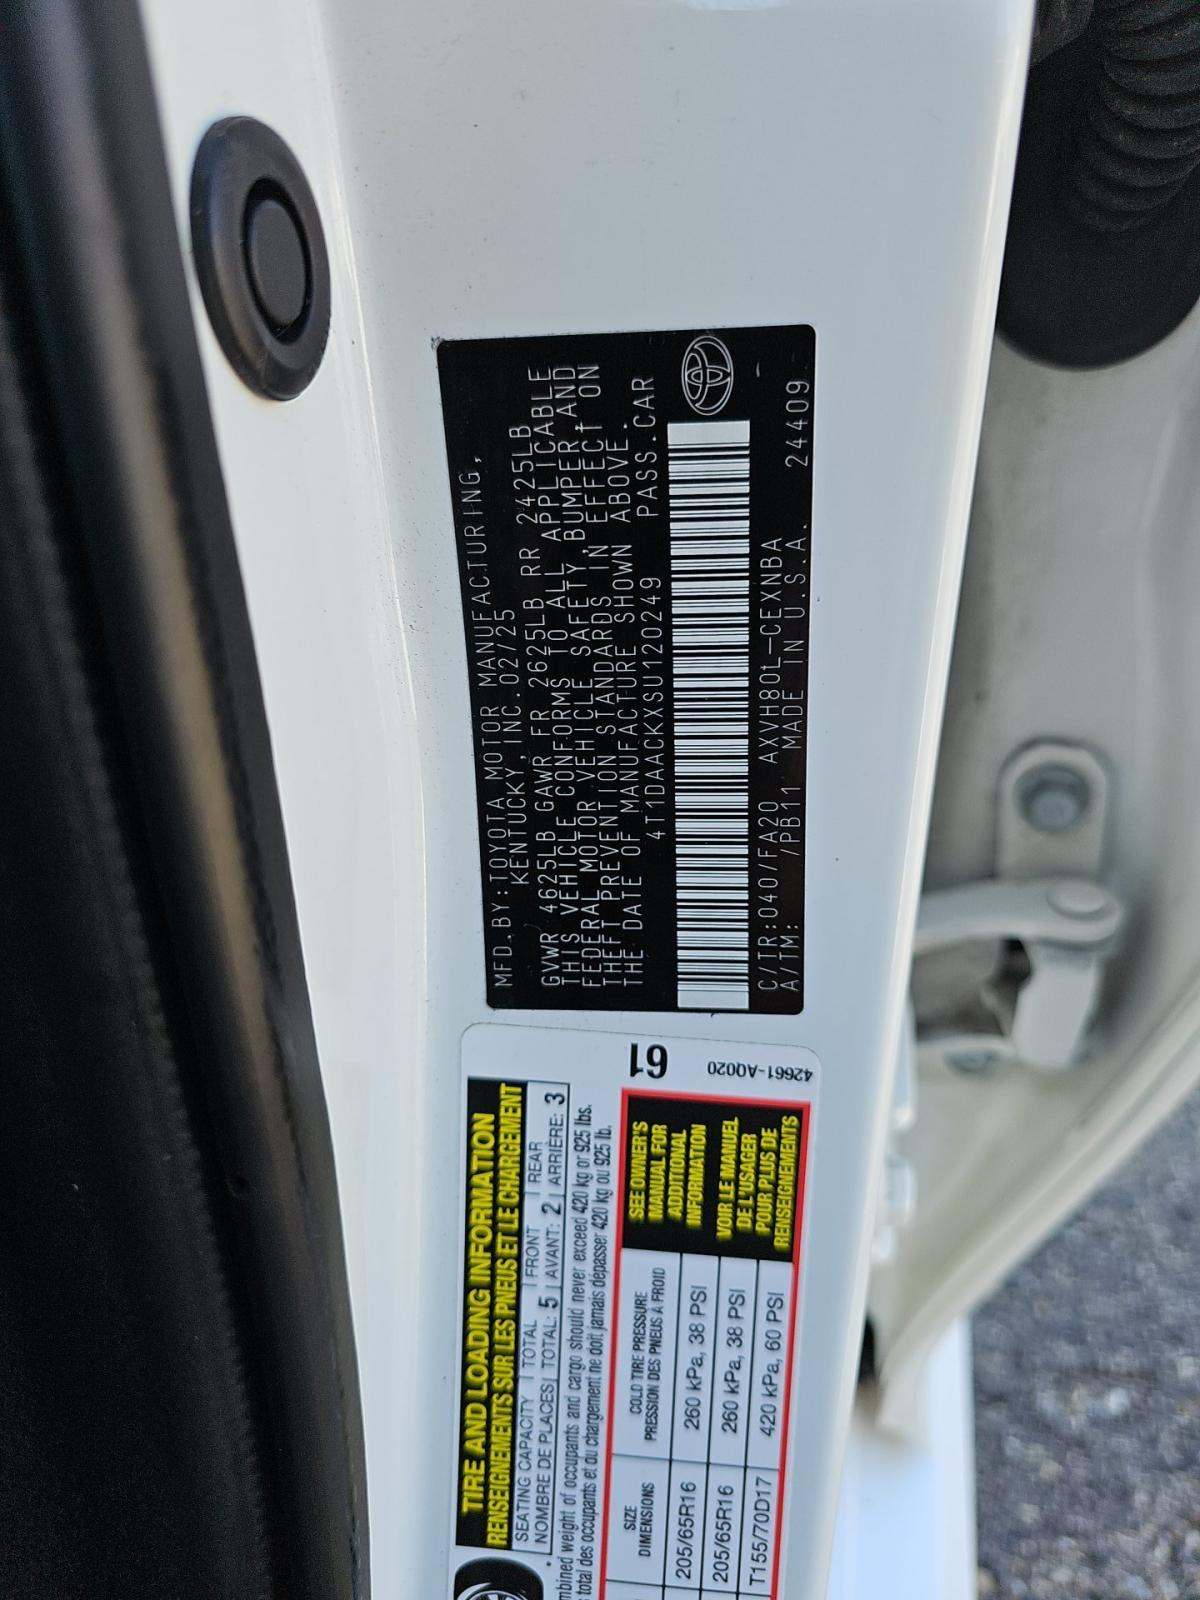 MFD.BY:TOYOTA MOTOR MANUFACTURING,
KENTUCKY,INC.02/25
GVWR 4625LB GAWR FR 2625LB RR 2425LB
THIS VEHICLE CONFORMS TO ALL APPLICABLE
FEDERAL MOTOR VEHICLE SAFETY,BUMPER,AND
THEFT PREVENTION STANDARDS IN EFFECT ON
THE DATE OF MANUFACTURE SHOWN ABOVE.
4T1DAACKXSU120249 PASS.CAR
C/TR:040/FA20 AXVH80L-CEXNBA
A/TM: /PB11 MADE IN U.S.A. 24409
TIRE AND LOADING INFORMATION
RENSEIGNEMENTS SUR LES PNEUS ET LE CHARGEMENT
SEATING CAPACITY TOTAL FRONT REAR
NOMBRE DE PLACES TOTAL: 5 AVANT: 2 ARRIÈRE: 3
mbined weight of occupants and cargo should never exceed 420 kg or 925 lbs.
total des occupants et du chargement ne doit jamais dépasser 420 kg ou 925 lb.
SIZE
DIMENSIONS
COLD TIRE PRESSURE
PRESSION DES PNEUS À FROID
205/65R16 260 kPa, 38 PSI
205/65R16 260 kPa, 38 PSI
T155/70D17 420 kPa, 60 PSI
SEE OWNER'S
MANUAL FOR
ADDITIONAL
INFORMATION
VOIR LE MANUEL
DE L'USAGER
POUR PLUS DE
RENSEIGNEMENTS
61
42661-AQ020